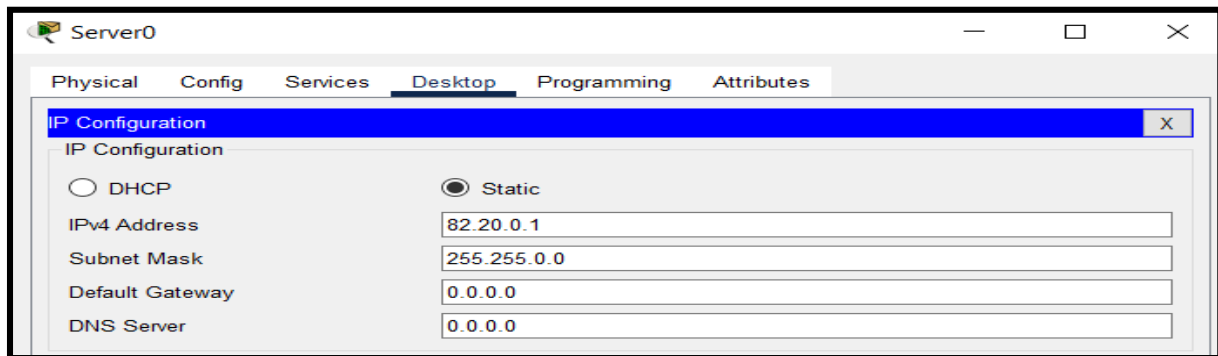 Server0
Physical Config Services Desktop Programming Attributes
IP Configuration X
IP Configuration
DHCP Static
IPv4 Address 82.20.0.1
Subnet Mask 255.255.0.0
Default Gateway 0.0.0.0
DNS Server 0.0.0.0